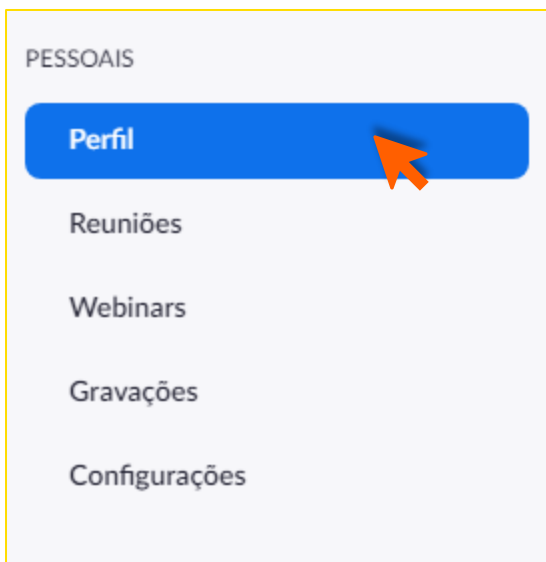 PESSOAIS
Perfil
Reuniões
Webinars
Gravações
Configurações